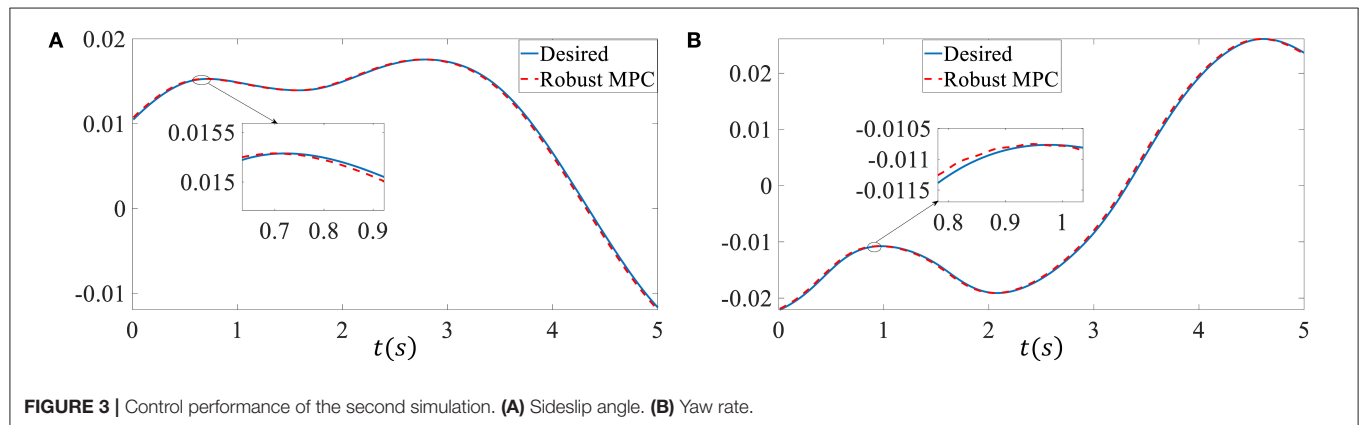 A
0.02
0.01
0
-0.01
0 1 2 3 4 5
t(s)
Desired
Robust MPC
0.0155
0.015
0.7 0.8 0.9
B
0.02
0.01
0
-0.01
-0.02
0 1 2 3 4 5
t(s)
Desired
Robust MPC
-0.0105
-0.011
-0.0115
0.8 0.9 1
FIGURE 3 | Control performance of the second simulation. (A) Sideslip angle. (B) Yaw rate.